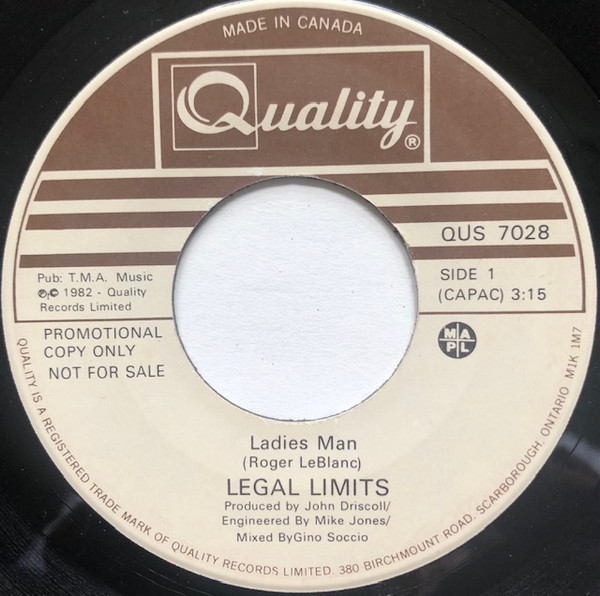 MADE IN CANADA
Quality®
QUS 7028
Pub: T.M.A. Music
℗© 1982 - Quality
Records Limited
SIDE 1
(CAPAC) 3:15
PROMOTIONAL
COPY ONLY
NOT FOR SALE
MA
PL
Ladies Man
(Roger LeBlanc)
LEGAL LIMITS
Produced by John Driscoll/
Engineered By Mike Jones/
Mixed ByGino Soccio
QUALITY IS A REGISTERED TRADE MARK OF QUALITY RECORDS LIMITED. 380 BIRCHMOUNT ROAD. SCARBOROUGH, ONTARIO M1K 1M7